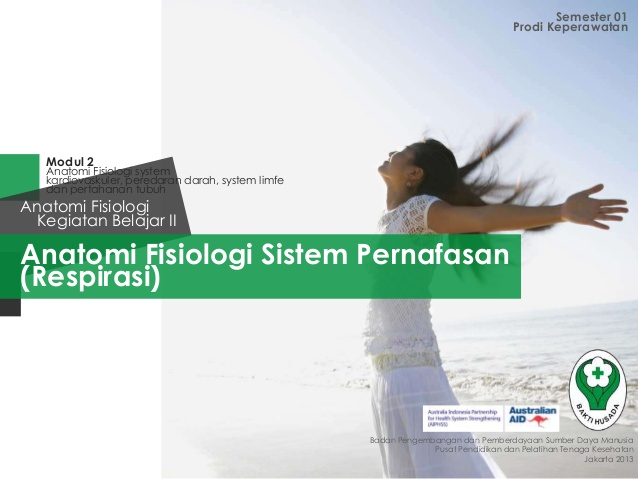 Semester 01
Prodi Keperawatan
Modul 2
Anatomi Fisiologi system
kardiovaskuler, peredaran darah, system limfe
dan pertahanan tubuh
Anatomi Fisiologi
Kegiatan Belajar II
Anatomi Fisiologi Sistem Pernafasan
(Respirasi)
Australia Indonesia Partnership
for Health System Strengthening
(AIPHSS)
Australian
AID
BAKTI HUSADA
Badan Pengembangan dan Pemberdayaan Sumber Daya Manusia
Pusat Pendidikan dan Pelatihan Tenaga Kesehatan
Jakarta 2013